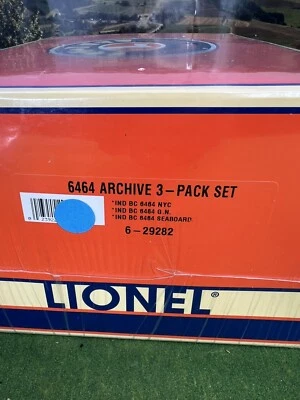 6464 ARCHIVE 3-PACK SET
*IND BC 6464 NYC
*IND BC 6464 G.N.
*IND BC 6464 SEABOARD
6-29282
LIONEL®